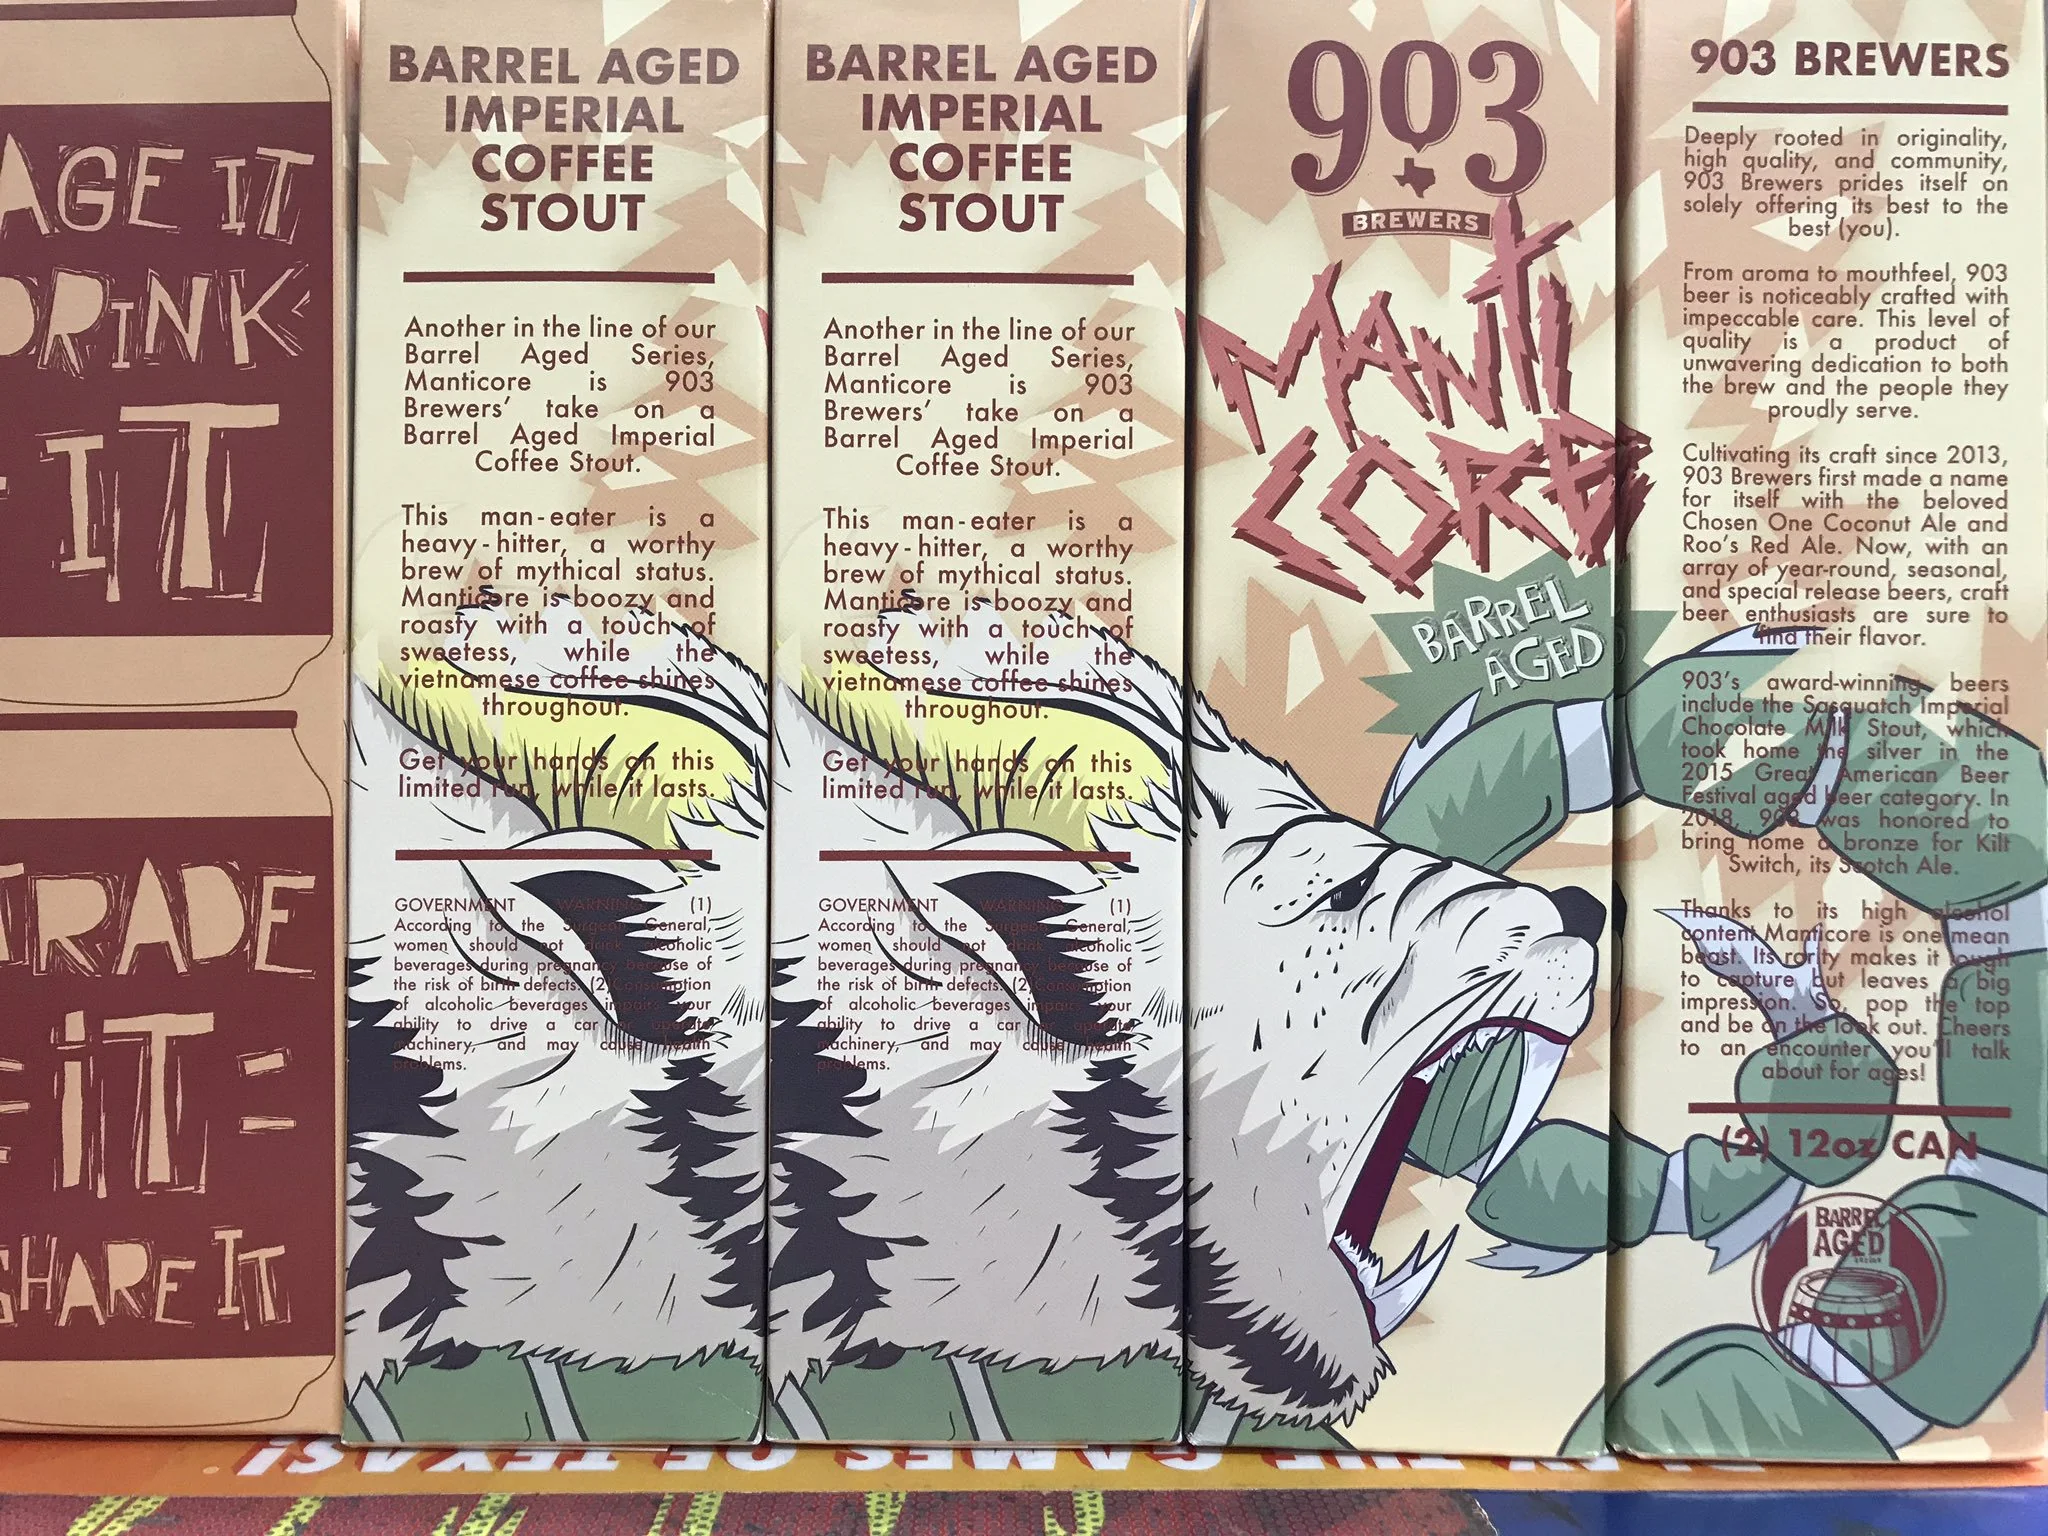 AGE IT
DRINK
IT
TRADE
IT
SHARE IT
BARREL AGED
IMPERIAL
COFFEE
STOUT
Another in the line of our
Barrel Aged Series,
Manticore is 903
Brewers' take on a
Barrel Aged Imperial
Coffee Stout.
This man-eater is a
heavy-hitter, a worthy
brew of mythical status.
Manticore is boozy and
roasty with a touch of
sweetess, while the
vietnamese coffee shines
throughout.
Get your hands on this
limited run, while it lasts.
GOVERNMENT WARNING: (1)
According to the Surgeon General,
women should not drink alcoholic
beverages during pregnancy because of
the risk of birth defects. (2) Consumption
of alcoholic beverages impairs your
ability to drive a car or operate
machinery, and may cause health
problems.
BARREL AGED
IMPERIAL
COFFEE
STOUT
Another in the line of our
Barrel Aged Series,
Manticore is 903
Brewers' take on a
Barrel Aged Imperial
Coffee Stout.
This man-eater is a
heavy-hitter, a worthy
brew of mythical status.
Manticore is boozy and
roasty with a touch of
sweetess, while the
vietnamese coffee shines
throughout.
Get your hands on this
limited run, while it lasts.
GOVERNMENT WARNING: (1)
According to the Surgeon General,
women should not drink alcoholic
beverages during pregnancy because of
the risk of birth defects. (2) Consumption
of alcoholic beverages impairs your
ability to drive a car or operate
machinery, and may cause health
problems.
903
BREWERS
MANTI
CORE
BARREL
AGED
903 BREWERS
Deeply rooted in originality,
high quality, and community,
903 Brewers prides itself on
solely offering its best to the
best (you).
From aroma to mouthfeel, 903
beer is noticeably crafted with
impeccable care. This level of
quality is a product of
unwavering dedication to both
the brew and the people they
proudly serve.
Cultivating its craft since 2013,
903 Brewers first made a name
for itself with the beloved
Chosen One Coconut Ale and
Roo's Red Ale. Now, with an
array of year-round, seasonal,
and special release beers, craft
beer enthusiasts are sure to
find their flavor.
903's award-winning beers
include the Sasquatch Imperial
Chocolate Milk Stout, which
took home the silver in the
2015 Great American Beer
Festival aged beer category. In
2018, 903 was honored to
bring home a bronze for Kilt
Switch, its Scotch Ale.
Thanks to its high alcohol
content Manticore is one mean
beast. Its rarity makes it tough
to capture but leaves a big
impression. So, pop the top
and be on the look out. Cheers
to an encounter you'll talk
about for ages!
(2) 12oz CAN
BARREL
AGED
GAMES OF TEXAS!